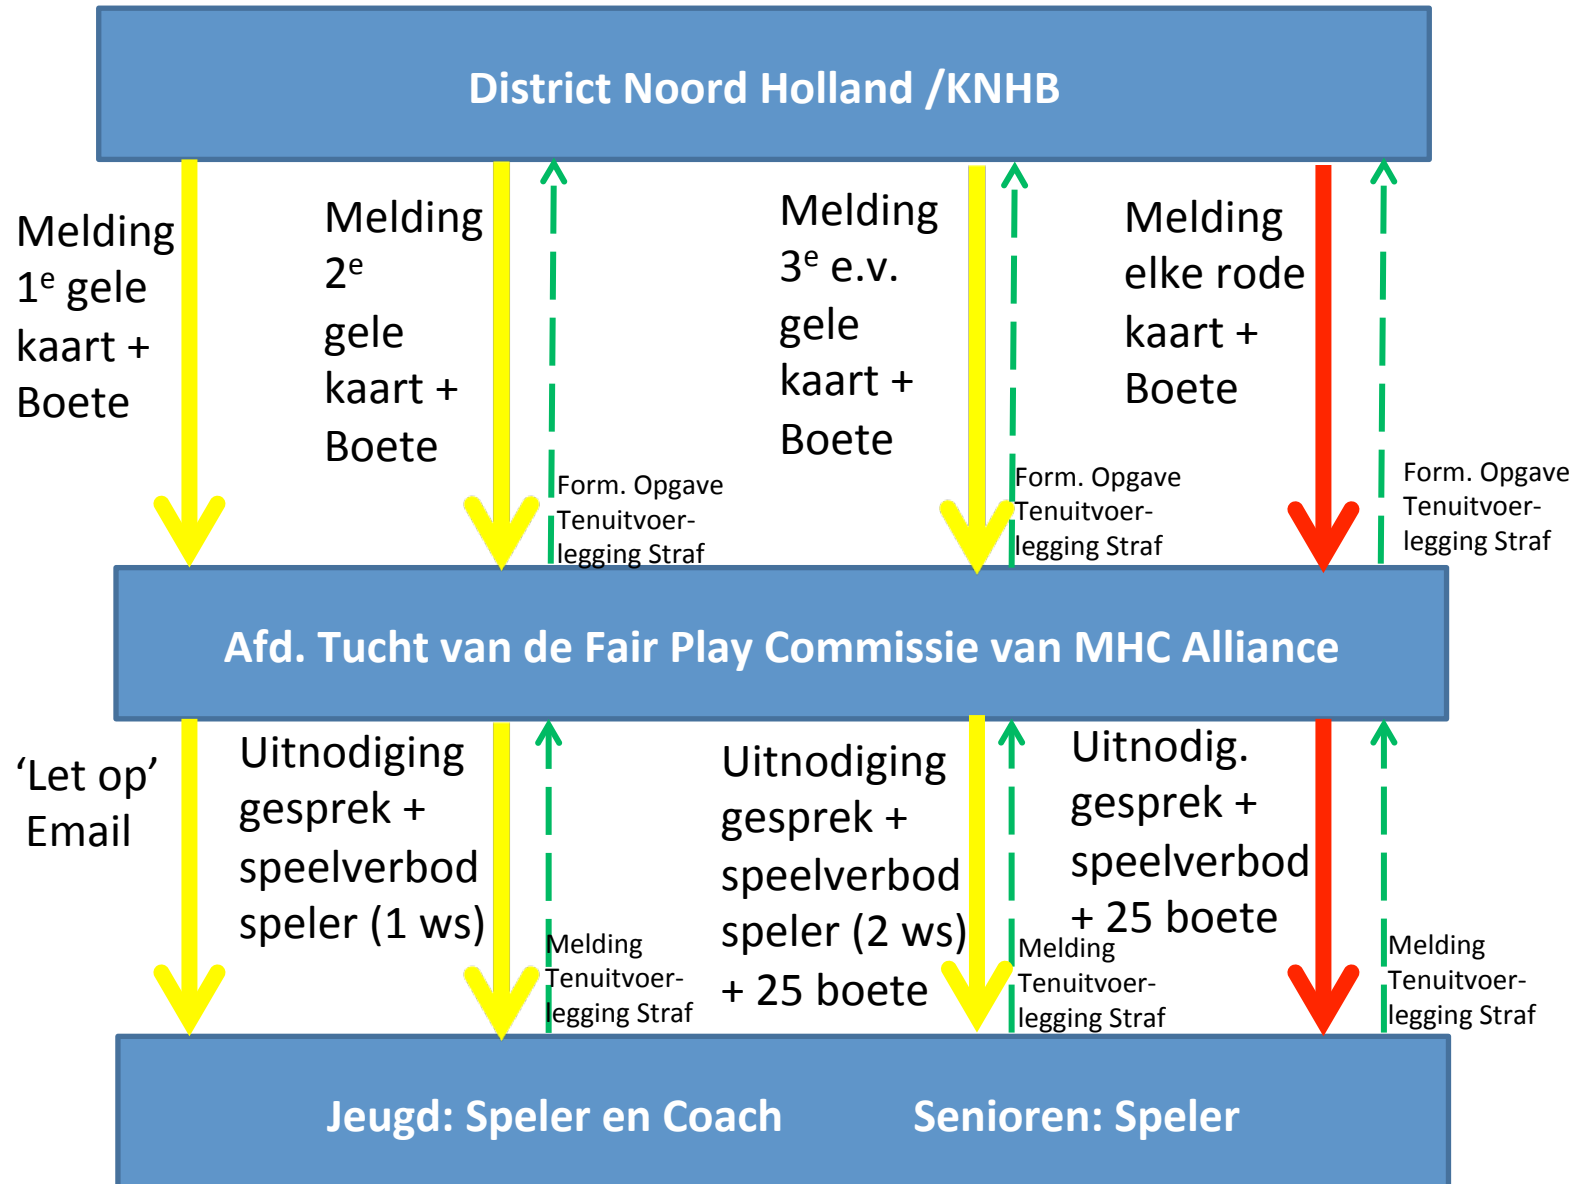 District Noord Holland /KNHB
Melding
1e gele
kaart +
Boete
Melding
2e
gele
kaart +
Boete
Form. Opgave
Tenuitvoer-
legging Straf
Melding
3e e.v.
gele
kaart +
Boete
Form. Opgave
Tenuitvoer-
legging Straf
Melding
elke rode
kaart +
Boete
Form. Opgave
Tenuitvoer-
legging Straf
Afd. Tucht van de Fair Play Commissie van MHC Alliance
‘Let op’
Email
Uitnodiging
gesprek +
speelverbod
speler (1 ws)
Melding
Tenuitvoer-
legging Straf
Uitnodiging
gesprek +
speelverbod
speler (2 ws)
+ 25 boete
Melding
Tenuitvoer-
legging Straf
Uitnodig.
gesprek +
speelverbod
+ 25 boete
Melding
Tenuitvoer-
legging Straf
Jeugd: Speler en Coach Senioren: Speler